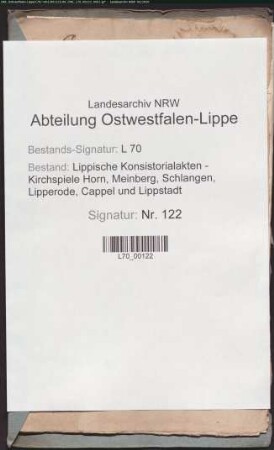 Landesarchiv NRW
Abteilung Ostwestfalen-Lippe
Bestands-Signatur: L 70
Bestand: Lippische Konsistorialakten -
Kirchspiele Horn, Meinberg, Schlangen,
Lipperode, Cappel und Lippstadt
Signatur: Nr. 122
L70_00122